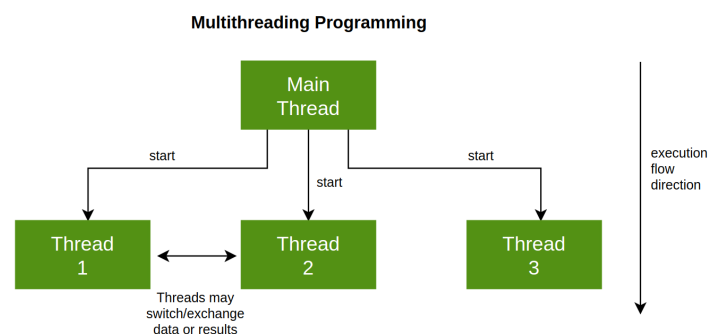 Multithreading Programming
Main
Thread
start
start
start
execution
flow
direction
Thread
1
Thread
2
Thread
3
Threads may
switch/exchange
data or results